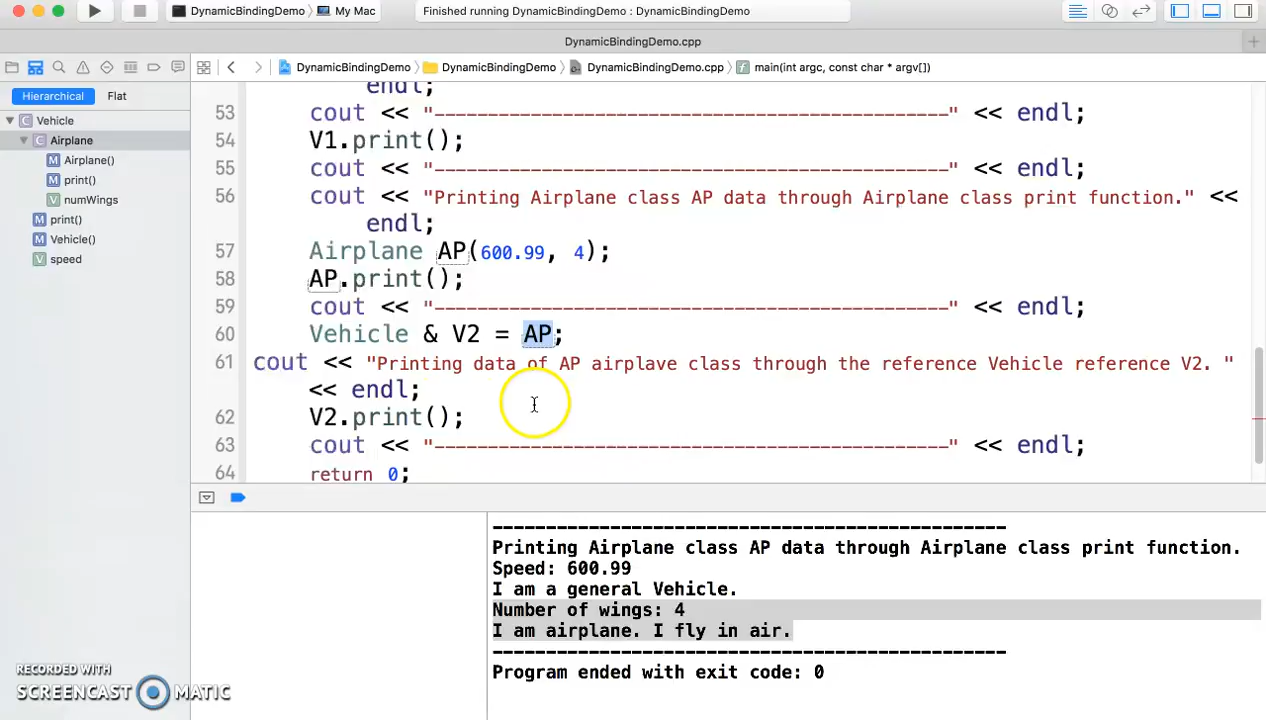 DynamicBindingDemo
My Mac
Finished running DynamicBindingDemo : DynamicBindingDemo
DynamicBindingDemo.cpp
DynamicBindingDemo
DynamicBindingDemo
DynamicBindingDemo.cpp
main(int argc, const char * argv[])
Hierarchical
Flat
Vehicle
Airplane
Airplane()
print()
numWings
print()
Vehicle()
speed
endl;
53 cout << "------------------------------------------------" << endl;
54 V1.print();
55 cout << "------------------------------------------------" << endl;
56 cout << "Printing Airplane class AP data through Airplane class print function." <<
endl;
57 Airplane AP(600.99, 4);
58 AP.print();
59 cout << "------------------------------------------------" << endl;
60 Vehicle & V2 = AP;
61 cout << "Printing data of AP airplave class through the reference Vehicle reference V2. "
<< endl;
62 V2.print();
63 cout << "------------------------------------------------" << endl;
64 return 0;
------------------------------------------------
Printing Airplane class AP data through Airplane class print function.
Speed: 600.99
I am a general Vehicle.
Number of wings: 4
I am airplane. I fly in air.
------------------------------------------------
Program ended with exit code: 0
RECORDED WITH
SCREENCAST MATIC